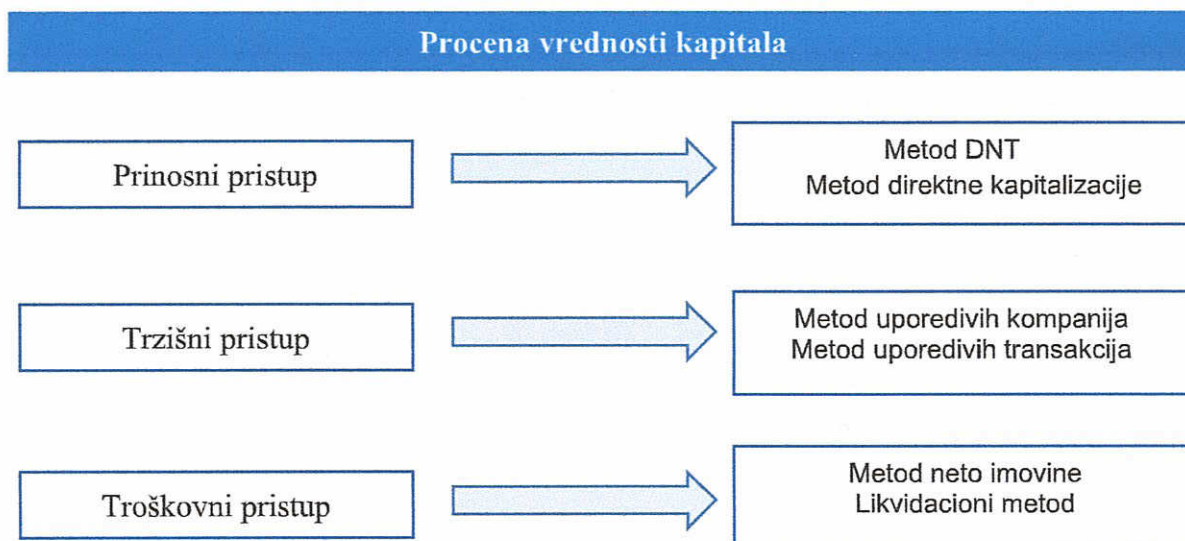 Procena vrednosti kapitala
Prinosni pristup
Metod DNT
Metod direktne kapitalizacije
Trzišni pristup
Metod uporedivih kompanija
Metod uporedivih transakcija
Troškovni pristup
Metod neto imovine
Likvidacioni metod